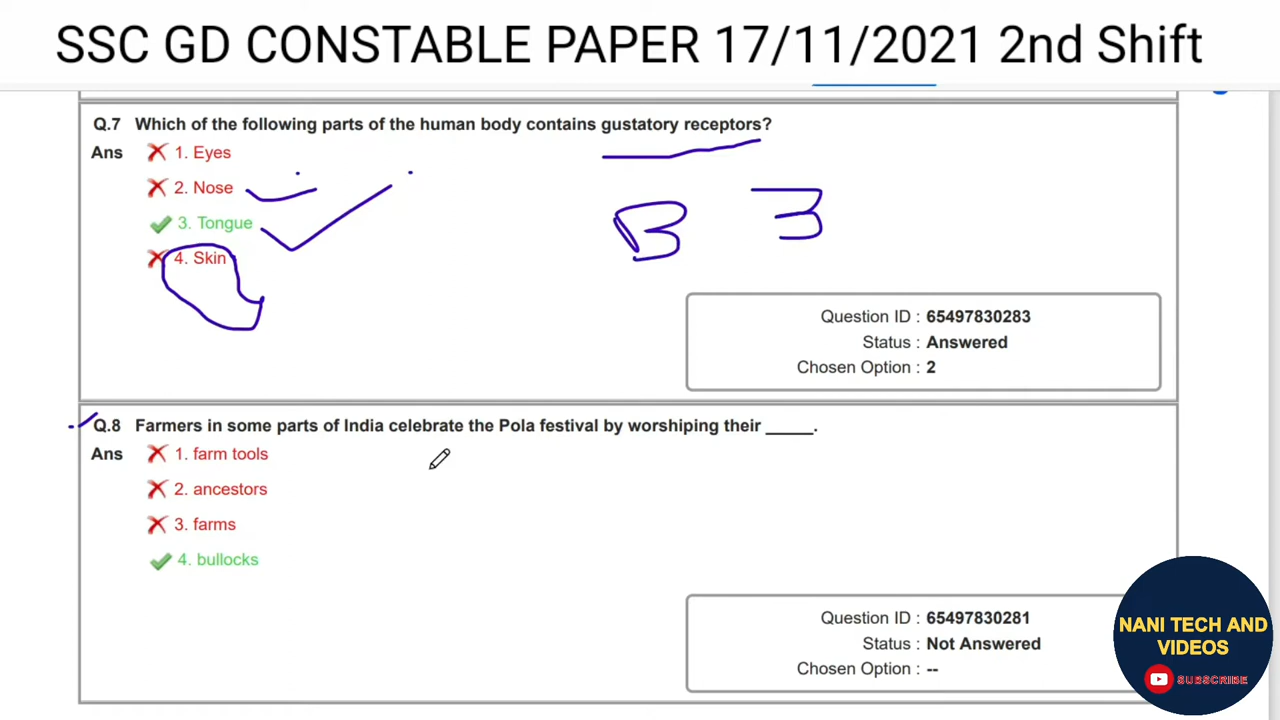 SSC GD CONSTABLE PAPER 17/11/2021 2nd Shift
Q.7 Which of the following parts of the human body contains gustatory receptors?
Ans 1. Eyes
2. Nose
3. Tongue
4. Skin
B 3
Question ID : 65497830283
Status : Answered
Chosen Option : 2
Q.8 Farmers in some parts of India celebrate the Pola festival by worshiping their _____.
Ans 1. farm tools
2. ancestors
3. farms
4. bullocks
Question ID : 65497830281
Status : Not Answered
Chosen Option : --
NANI TECH AND
VIDEOS
SUBSCRIBE